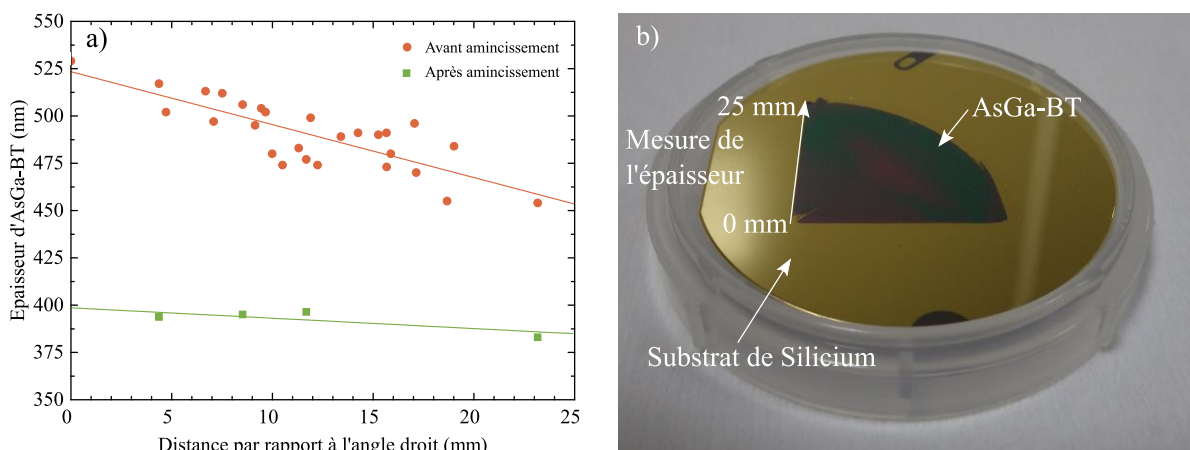 a)
Avant amincissement
Après amincissement
Epaisseur d'AsGa-BT (nm)
550
525
500
475
450
425
400
375
350
0
5
10
15
20
25
Distance par rapport à l'angle droit (mm)
b)
25 mm
AsGa-BT
Mesure de
l'épaisseur
0 mm
Substrat de Silicium